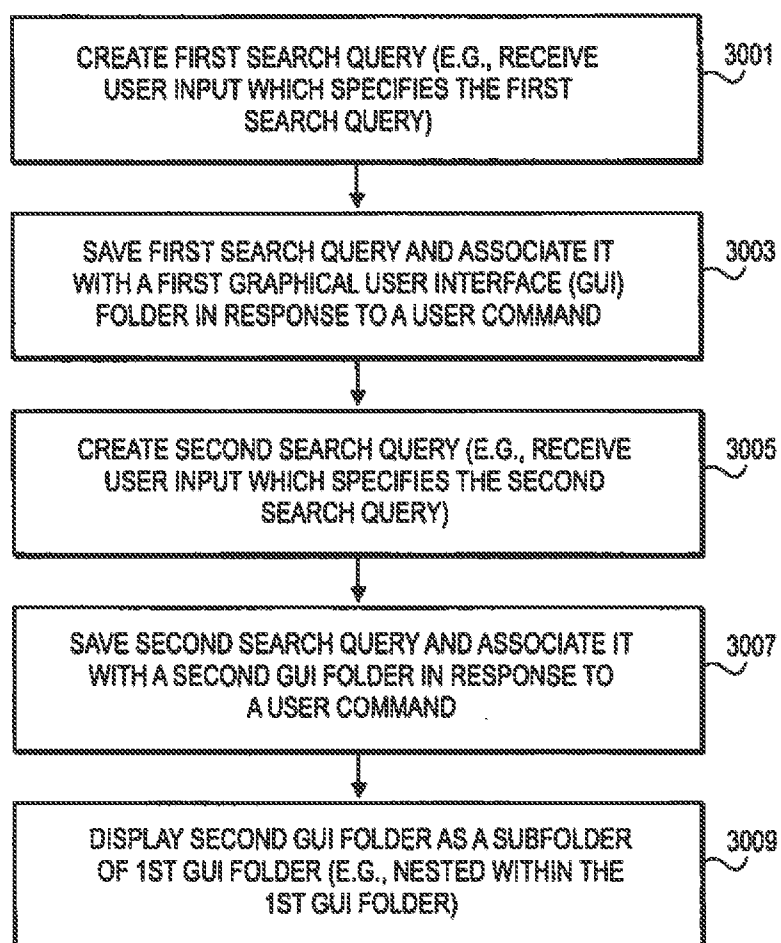 CREATE FIRST SEARCH QUERY (E.G., RECEIVE
USER INPUT WHICH SPECIFIES THE FIRST
SEARCH QUERY)
3001
SAVE FIRST SEARCH QUERY AND ASSOCIATE IT
WITH A FIRST GRAPHICAL USER INTERFACE (GUI)
FOLDER IN RESPONSE TO A USER COMMAND
3003
CREATE SECOND SEARCH QUERY (E.G., RECEIVE
USER INPUT WHICH SPECIFIES THE SECOND
SEARCH QUERY)
3005
SAVE SECOND SEARCH QUERY AND ASSOCIATE IT
WITH A SECOND GUI FOLDER IN RESPONSE TO
A USER COMMAND
3007
DISPLAY SECOND GUI FOLDER AS A SUBFOLDER
OF 1ST GUI FOLDER (E.G., NESTED WITHIN THE
1ST GUI FOLDER)
3009